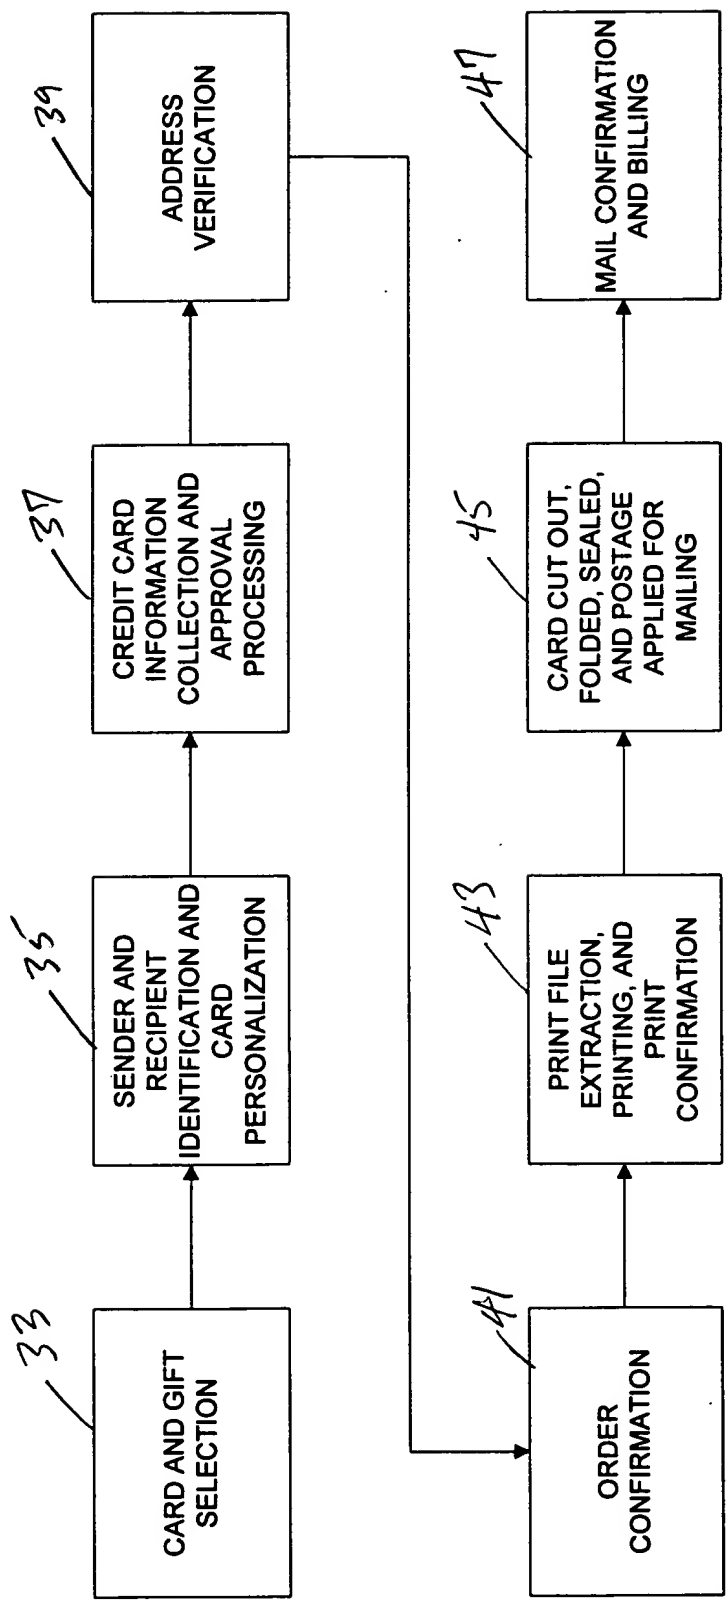 33
CARD AND GIFT
SELECTION
35
SENDER AND
RECIPIENT
IDENTIFICATION AND
CARD
PERSONALIZATION
37
CREDIT CARD
INFORMATION
COLLECTION AND
APPROVAL
PROCESSING
39
ADDRESS
VERIFICATION
41
ORDER
CONFIRMATION
43
PRINT FILE
EXTRACTION,
PRINTING, AND
PRINT
CONFIRMATION
45
CARD CUT OUT,
FOLDED, SEALED,
AND POSTAGE
APPLIED FOR
MAILING
47
MAIL CONFIRMATION
AND BILLING